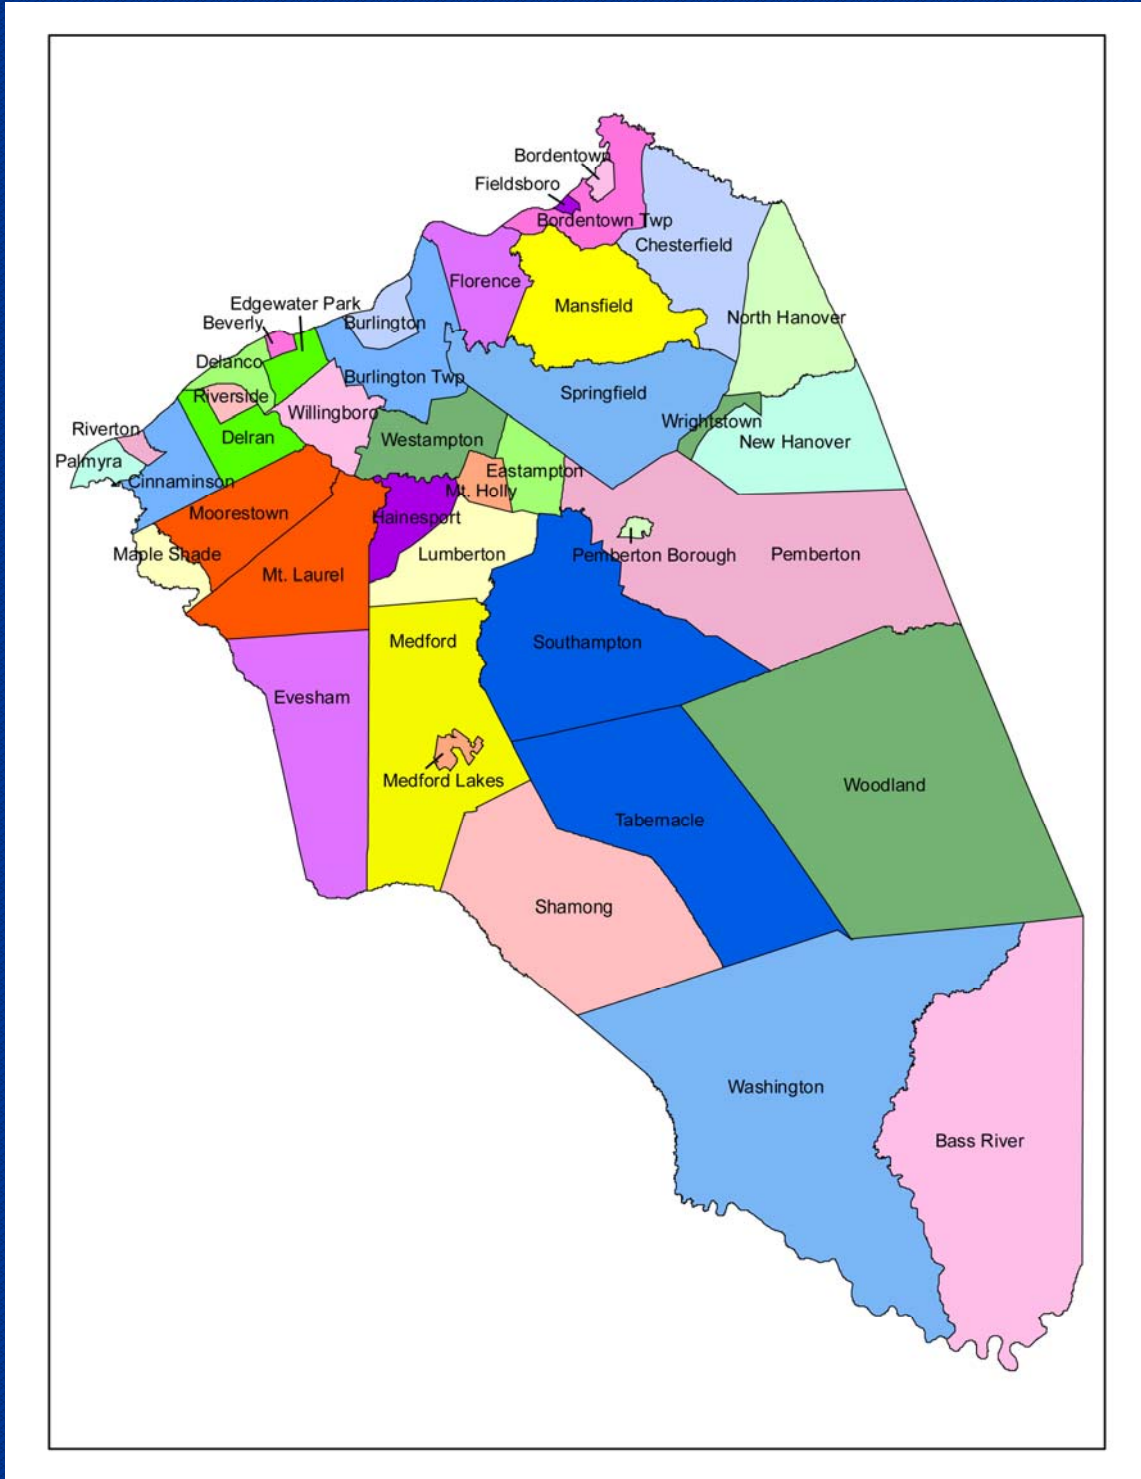 Bordentown
Fieldsboro
Bordentown Twp
Chesterfield
Florence
Mansfield
Edgewater Park
North Hanover
Beverly
Burlington
Delanco
Burlington Twp
Springfield
Riverside
Willingboro
Wrightstown
Riverton
Delran
Westampton
New Hanover
Palmyra
Eastampton
Cinnaminson
Mt. Holly
Moorestown
Hainesport
Maple Shade
Lumberton
Pemberton Borough
Pemberton
Mt. Laurel
Medford
Southampton
Evesham
Medford Lakes
Woodland
Tabernacle
Shamong
Washington
Bass River